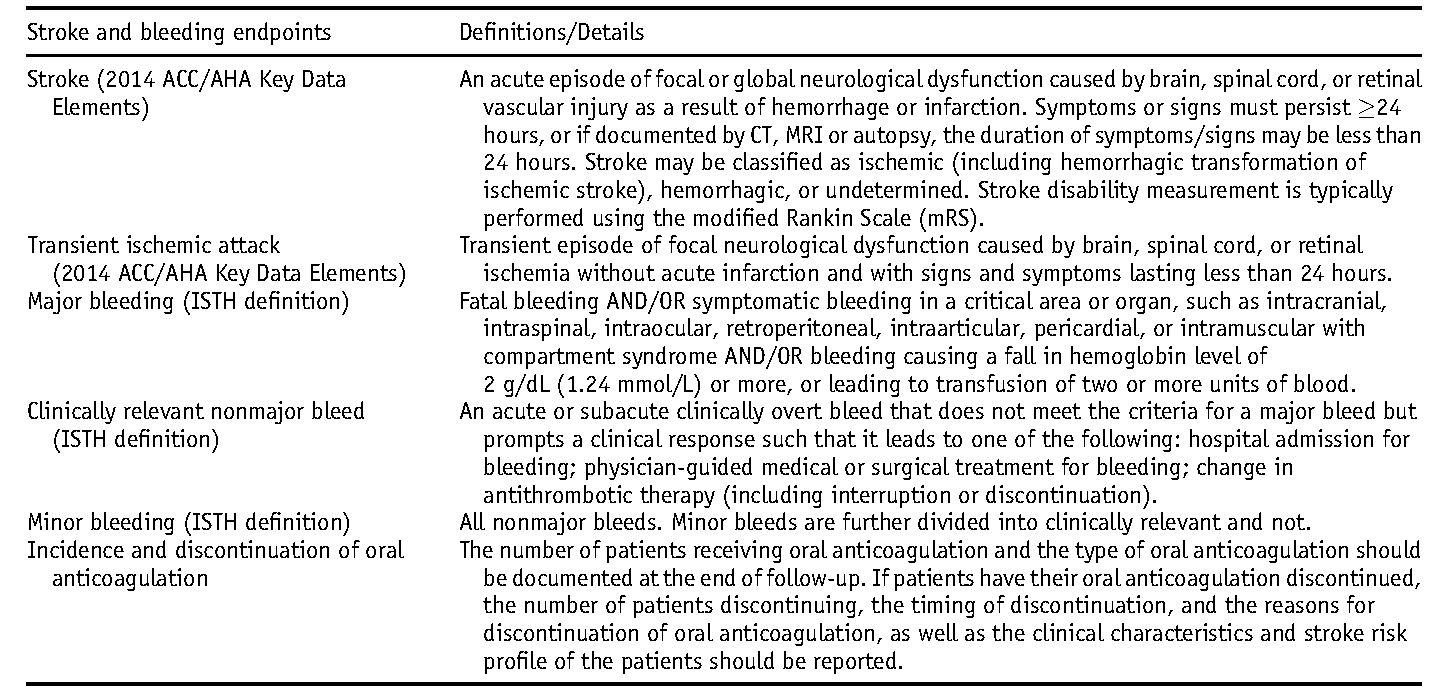 Stroke and bleeding endpoints
Definitions/Details
Stroke (2014 ACC/AHA Key Data
Elements)
An acute episode of focal or global neurological dysfunction caused by brain, spinal cord, or retinal
vascular injury as a result of hemorrhage or infarction. Symptoms or signs must persist ≥24
hours, or if documented by CT, MRI or autopsy, the duration of symptoms/signs may be less than
24 hours. Stroke may be classified as ischemic (including hemorrhagic transformation of
ischemic stroke), hemorrhagic, or undetermined. Stroke disability measurement is typically
performed using the modified Rankin Scale (mRS).
Transient ischemic attack
(2014 ACC/AHA Key Data Elements)
Transient episode of focal neurological dysfunction caused by brain, spinal cord, or retinal
ischemia without acute infarction and with signs and symptoms lasting less than 24 hours.
Major bleeding (ISTH definition)
Fatal bleeding AND/OR symptomatic bleeding in a critical area or organ, such as intracranial,
intraspinal, intraocular, retroperitoneal, intraarticular, pericardial, or intramuscular with
compartment syndrome AND/OR bleeding causing a fall in hemoglobin level of
2 g/dL (1.24 mmol/L) or more, or leading to transfusion of two or more units of blood.
Clinically relevant nonmajor bleed
(ISTH definition)
An acute or subacute clinically overt bleed that does not meet the criteria for a major bleed but
prompts a clinical response such that it leads to one of the following: hospital admission for
bleeding; physician-guided medical or surgical treatment for bleeding; change in
antithrombotic therapy (including interruption or discontinuation).
Minor bleeding (ISTH definition)
All nonmajor bleeds. Minor bleeds are further divided into clinically relevant and not.
Incidence and discontinuation of oral
anticoagulation
The number of patients receiving oral anticoagulation and the type of oral anticoagulation should
be documented at the end of follow-up. If patients have their oral anticoagulation discontinued,
the number of patients discontinuing, the timing of discontinuation, and the reasons for
discontinuation of oral anticoagulation, as well as the clinical characteristics and stroke risk
profile of the patients should be reported.